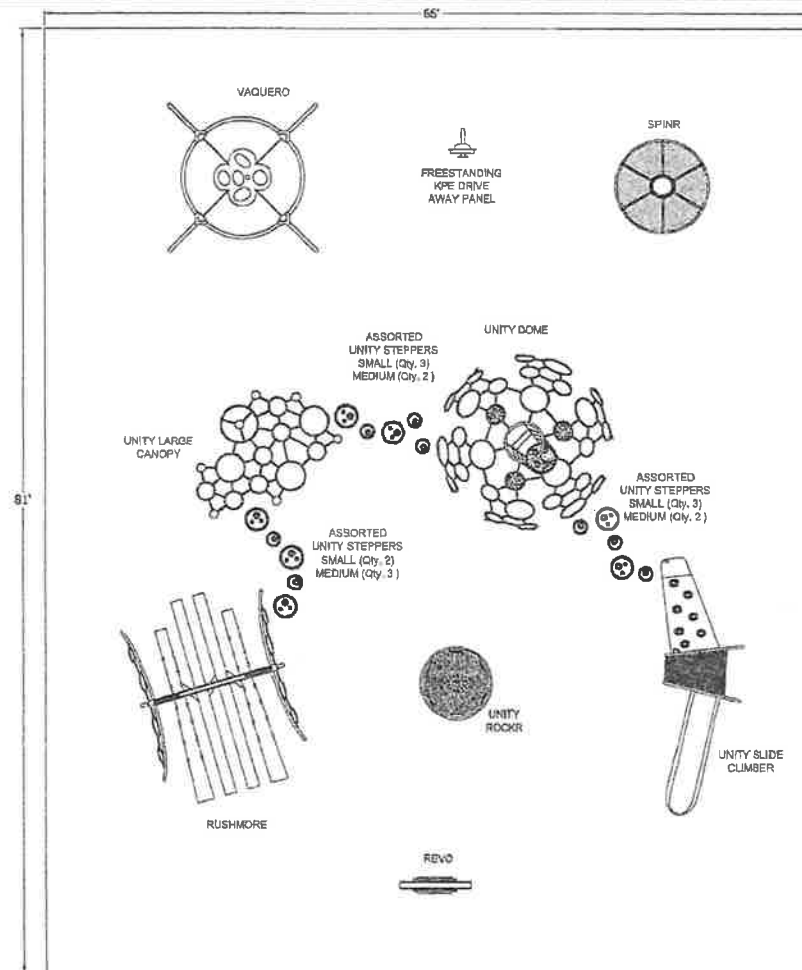 65'
VAQUERO
SPINR
FREESTANDING
KPE DRIVE
AWAY PANEL
ASSORTED
UNITY STEPPERS
SMALL (Qty. 3)
MEDIUM (Qty. 2 )
UNITY DOME
UNITY LARGE
CANOPY
ASSORTED
UNITY STEPPERS
SMALL (Qty. 3)
MEDIUM (Qty. 2 )
81'
ASSORTED
UNITY STEPPERS
SMALL (Qty. 2)
MEDIUM (Qty. 3 )
UNITY
ROCKR
UNITY SLIDE
CLIMBER
RUSHMORE
REVO